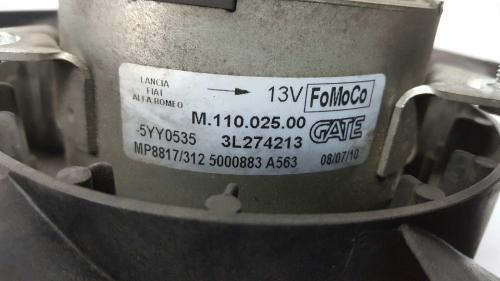 LANCIA
FIAT
ALFA ROMEO
13V FoMoCo
M.110.025.00 GATE
5YY0535 3L274213
MP8817/312 5000883 A563 08/07/10